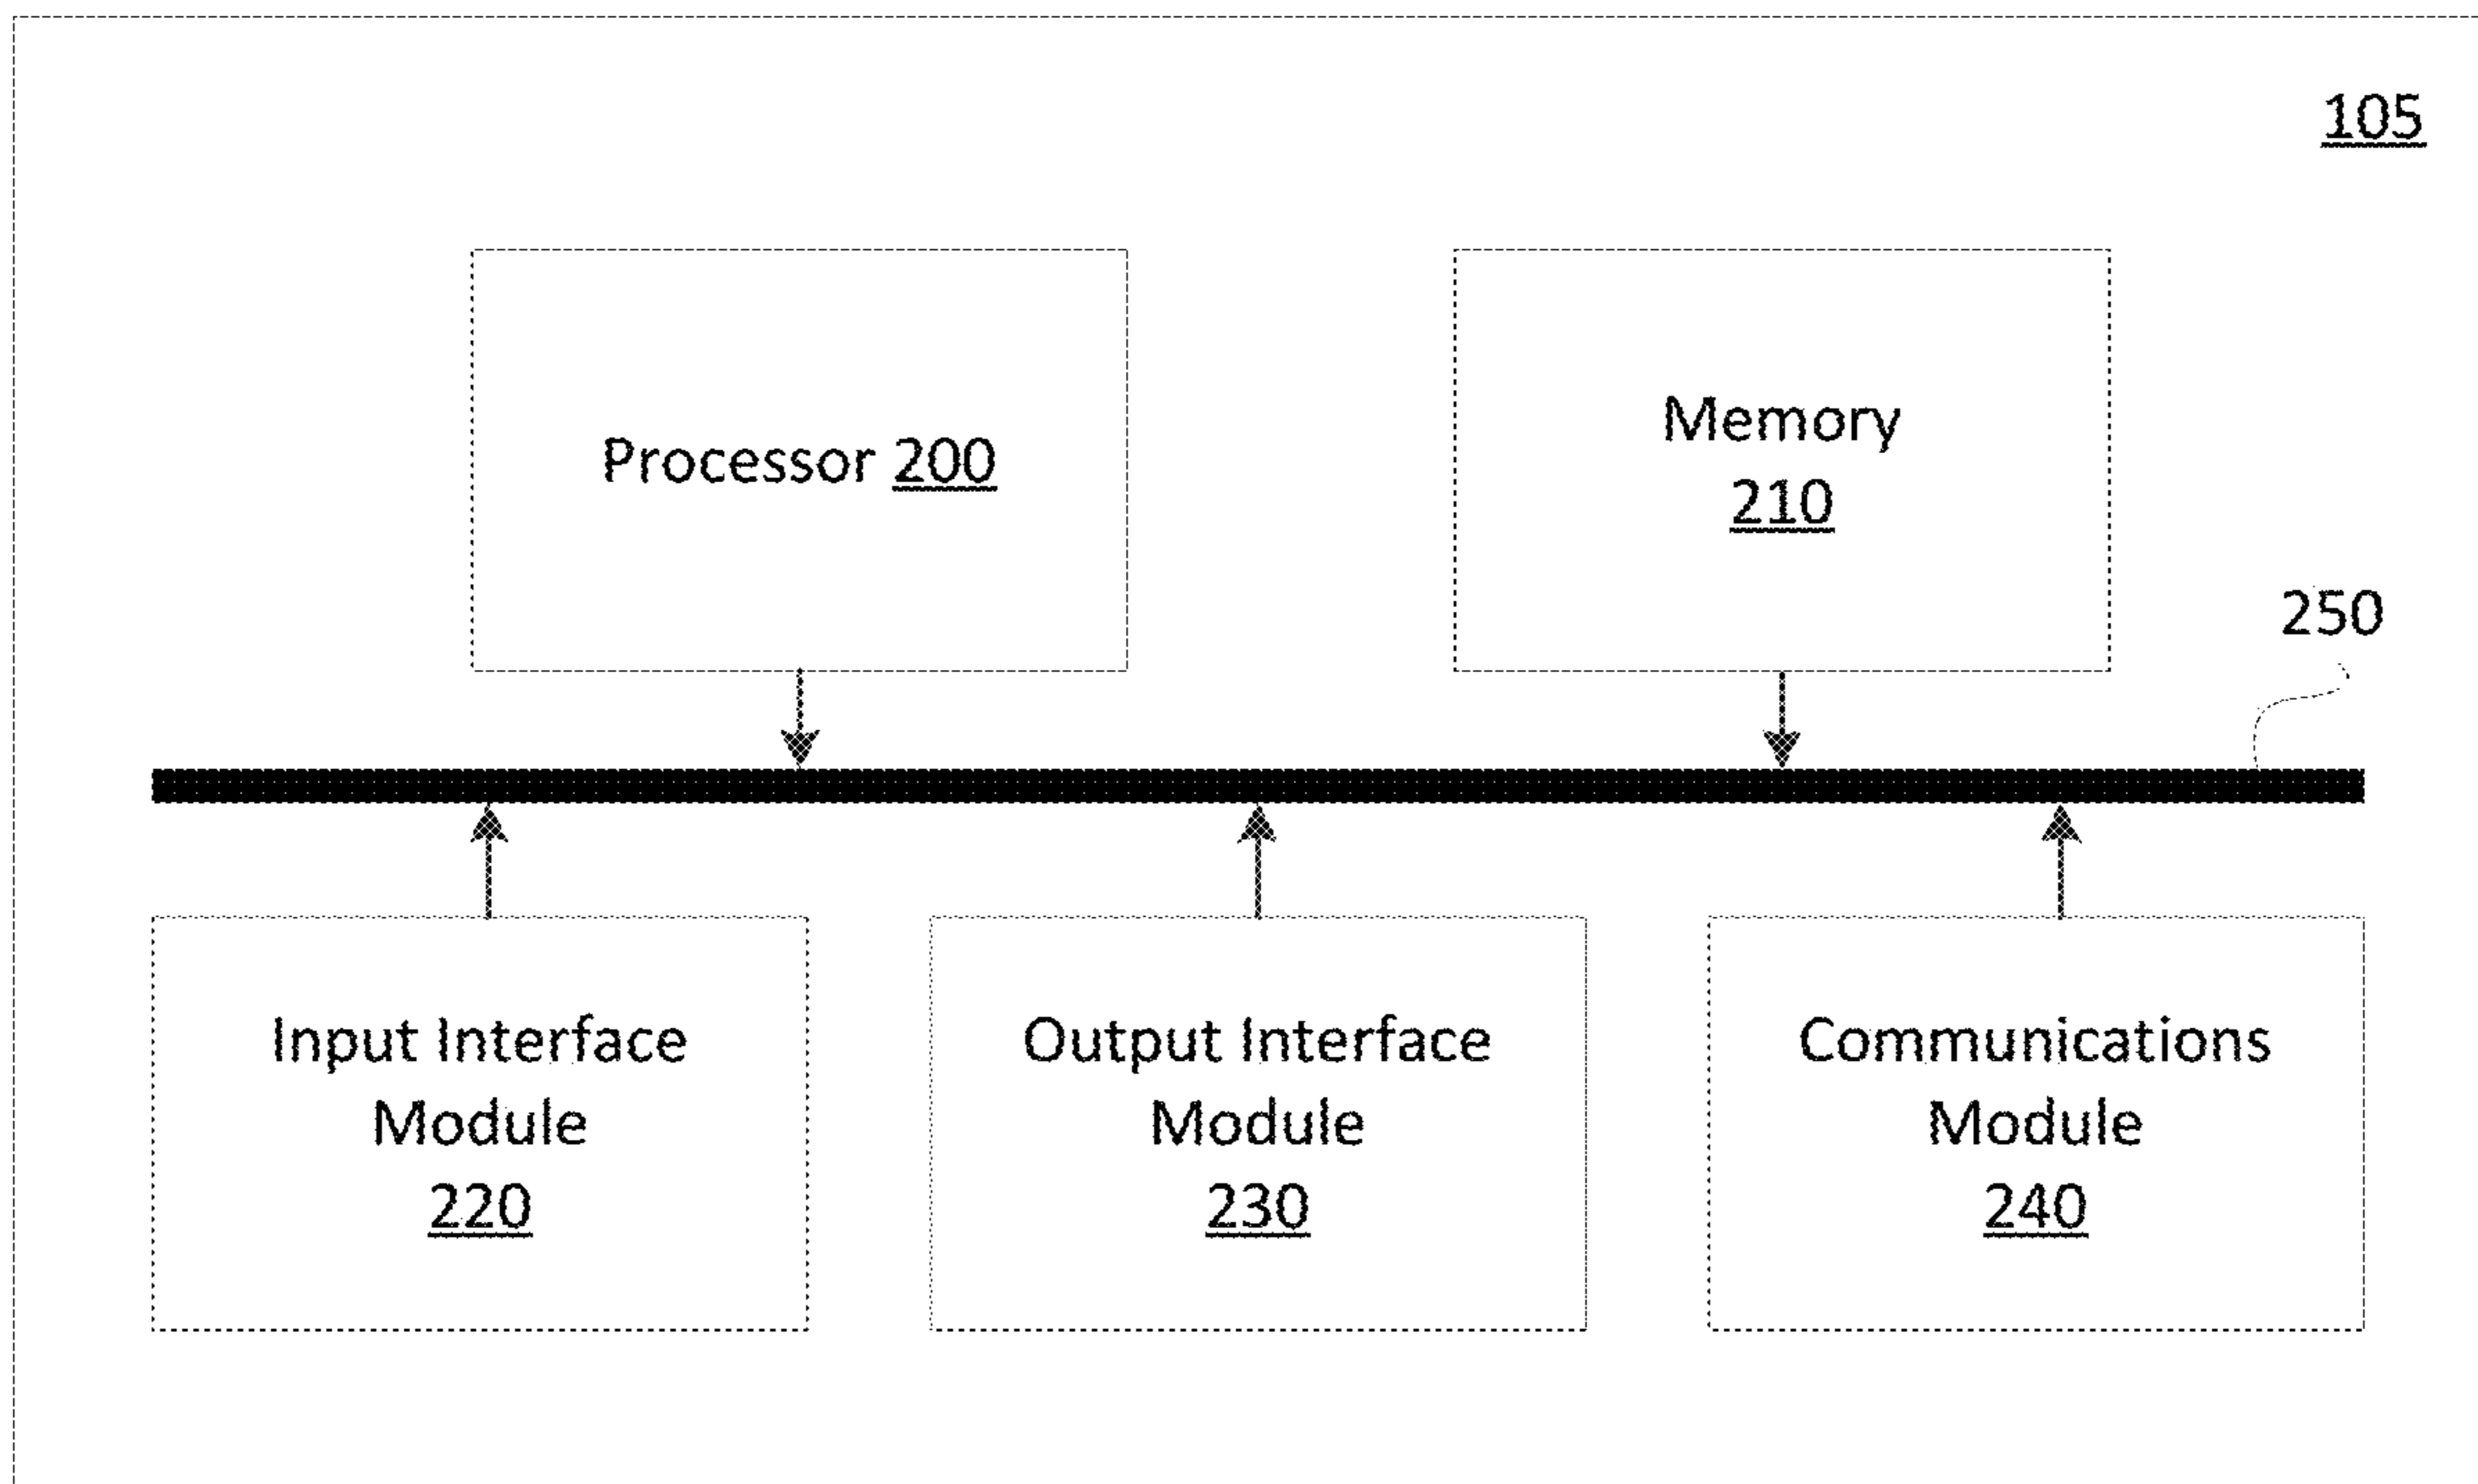 105
Processor 200
Memory
210
250
Input Interface
Module
220
Output Interface
Module
230
Communications
Module
240